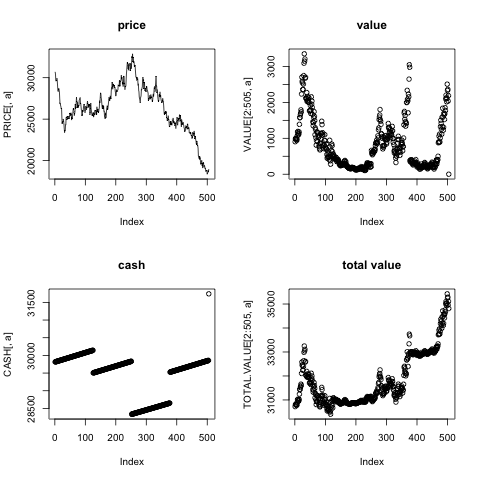 price
PRICE[, a]
20000 25000 30000
0 100 200 300 400 500
Index
value
VALUE[2:505, a]
0 1000 2000 3000
0 100 200 300 400 500
Index
cash
CASH[, a]
28500 30000 31500
0 100 200 300 400 500
Index
total value
TOTAL.VALUE[2:505, a]
31000 33000 35000
0 100 200 300 400 500
Index